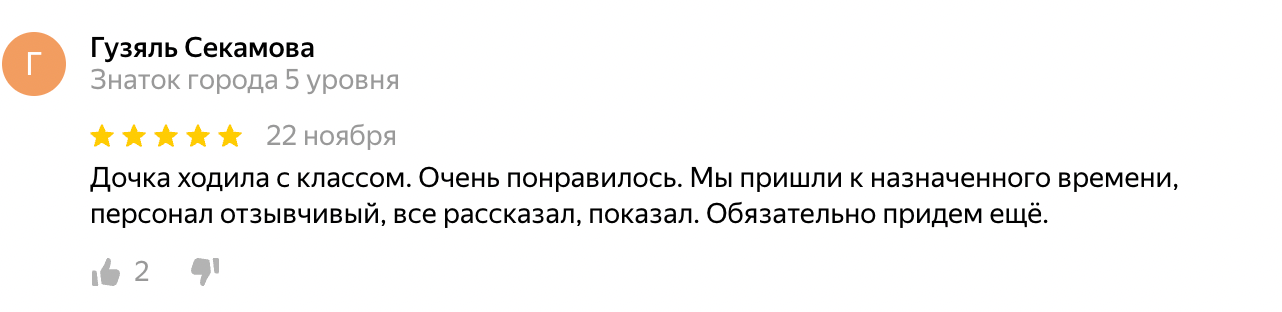 Г
Гузяль Секамова
Знаток города 5 уровня
22 ноября
Дочка ходила с классом. Очень понравилось. Мы пришли к назначенного времени,
персонал отзывчивый, все рассказал, показал. Обязательно придем ещё.
2